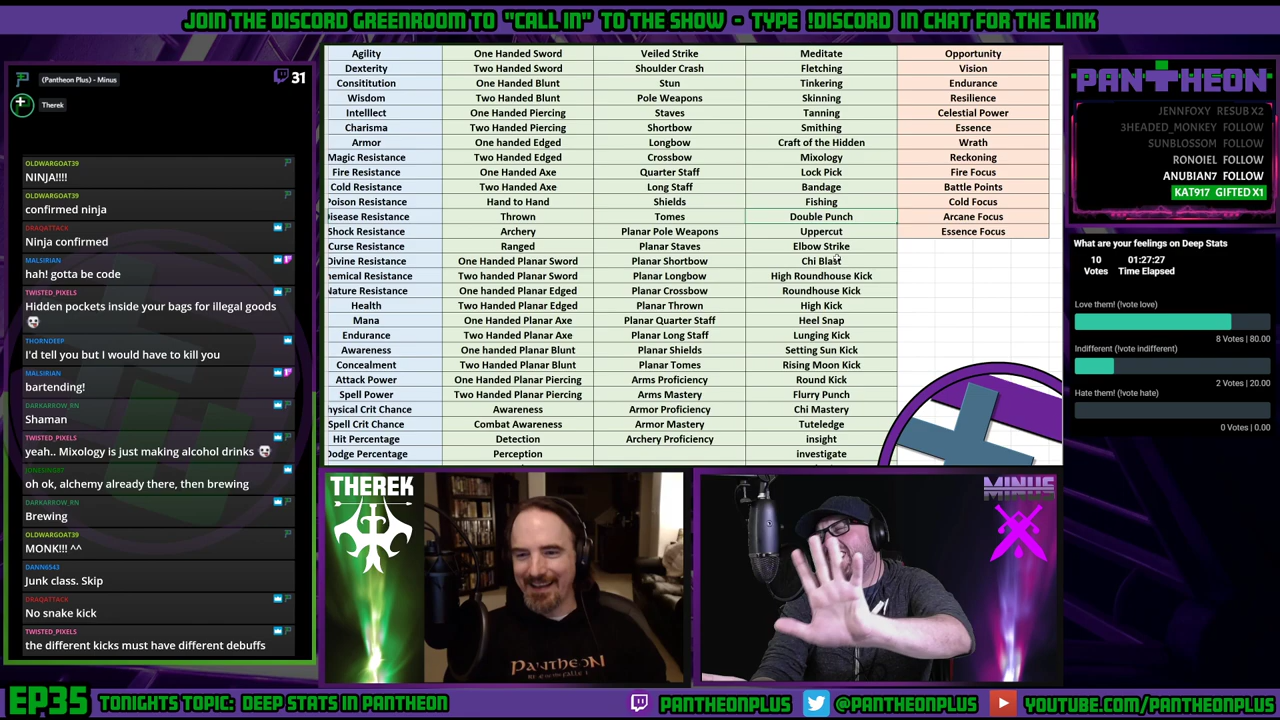 JOIN THE DISCORD GREENROOM TO "CALL IN" TO THE SHOW - TYPE !DISCORD IN CHAT FOR THE LINK
(Pantheon Plus) - Minus
31
Therek
OLDWARGOAT39
NINJA!!!!
OLDWARGOAT39
confirmed ninja
DRAQATTACK
Ninja confirmed
MALSIRIAN
hah! gotta be code
TWISTED_PIXELS
Hidden pockets inside your bags for illegal goods
THORNDEEP
I'd tell you but I would have to kill you
MALSIRIAN
bartending!
DARKARROW_RN
Shaman
TWISTED_PIXELS
yeah.. Mixology is just making alcohol drinks
oh ok, alchemy already there, then brewing
DARKARROW_RN
Brewing
OLDWARGOAT39
MONK!!! ^^
DANN6543
Junk class. Skip
DRAQATTACK
No snake kick
TWISTED_PIXELS
the different kicks must have different debuffs
Agility One Handed Sword Veiled Strike Meditate Opportunity
Dexterity Two Handed Sword Shoulder Crash Fletching Vision
Consititution One Handed Blunt Stun Tinkering Endurance
Wisdom Two Handed Blunt Pole Weapons Skinning Resilience
Intelllect One Handed Piercing Staves Tanning Celestial Power
Charisma Two Handed Piercing Shortbow Smithing Essence
Armor One handed Edged Longbow Craft of the Hidden Wrath
Magic Resistance Two Handed Edged Crossbow Mixology Reckoning
Fire Resistance One Handed Axe Quarter Staff Lock Pick Fire Focus
Cold Resistance Two Handed Axe Long Staff Bandage Battle Points
Poison Resistance Hand to Hand Shields Fishing Cold Focus
Disease Resistance Thrown Tomes Double Punch Arcane Focus
Shock Resistance Archery Planar Pole Weapons Uppercut Essence Focus
Curse Resistance Ranged Planar Staves Elbow Strike
Divine Resistance One Handed Planar Sword Planar Shortbow Chi Blast
hemical Resistance Two handed Planar Sword Planar Longbow High Roundhouse Kick
Nature Resistance One handed Planar Edged Planar Crossbow Roundhouse Kick
Health Two Handed Planar Edged Planar Thrown High Kick
Mana One Handed Planar Axe Planar Quarter Staff Heel Snap
Endurance Two Handed Planar Axe Planar Long Staff Lunging Kick
Awareness One handed Planar Blunt Planar Shields Setting Sun Kick
Concealment Two Handed Planar Blunt Planar Tomes Rising Moon Kick
Attack Power One Handed Planar Piercing Arms Proficiency Round Kick
Spell Power Two Handed Planar Piercing Arms Mastery Flurry Punch
hysical Crit Chance Awareness Armor Proficiency Chi Mastery
Spell Crit Chance Combat Awareness Armor Mastery Tuteledge
Hit Percentage Detection Archery Proficiency insight
Dodge Percentage Perception investigate
PANTHEON
JENNFOXY RESUB X2
3HEADED_MONKEY FOLLOW
SUNBLOSSOM FOLLOW
RONOIEL FOLLOW
ANUBIAN7 FOLLOW
KAT917 GIFTED X1
What are your feelings on Deep Stats
10 01:27:27
Votes Time Elapsed
Love them! (!vote love)
8 Votes | 80.00
Indifferent (!vote indifferent)
2 Votes | 20.00
Hate them! (!vote hate)
0 Votes | 0.00
THEREK
MINUS
PANTHEON
EP35 TONIGHTS TOPIC: DEEP STATS IN PANTHEON PANTHEONPLUS @PANTHEONPLUS YOUTUBE.COM/PANTHEONPLUS